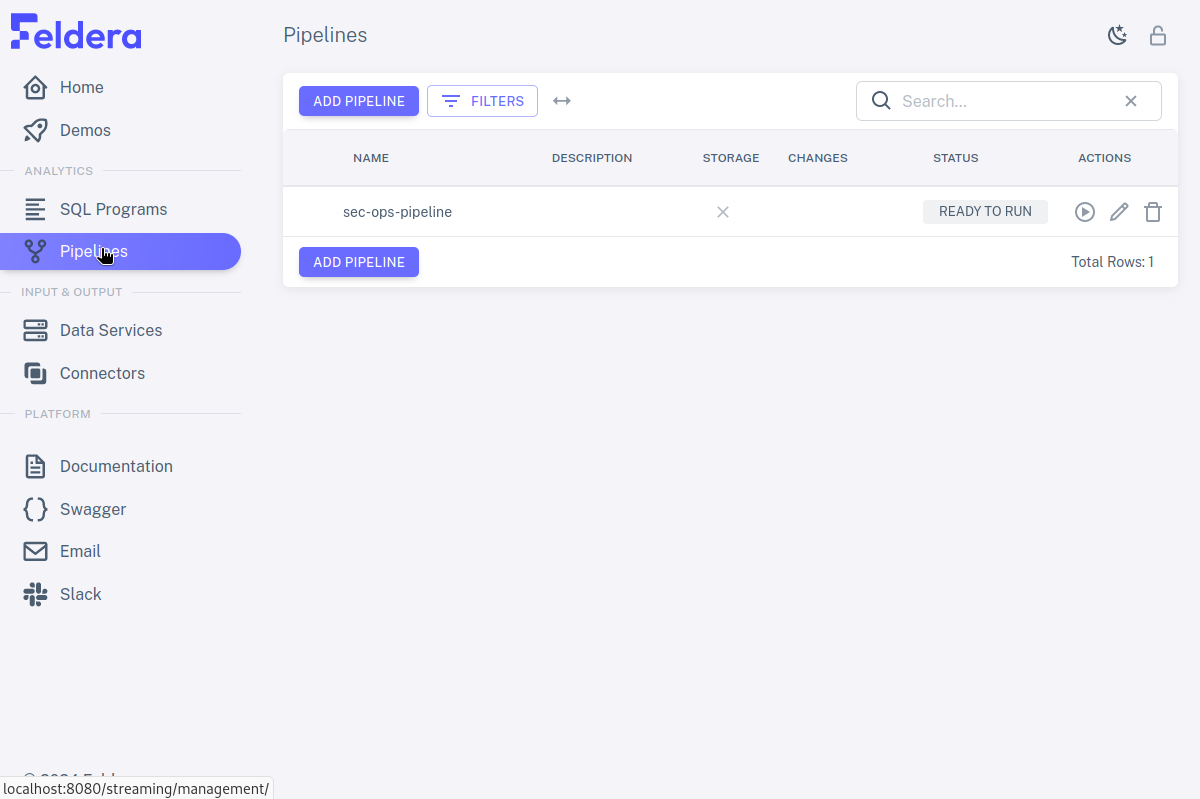 Feldera
Home
Demos
ANALYTICS
SQL Programs
Pipelines
INPUT & OUTPUT
Data Services
Connectors
PLATFORM
Documentation
Swagger
Email
Slack
localhost:8080/streaming/management/
Pipelines
ADD PIPELINE FILTERS Search...
NAME DESCRIPTION STORAGE CHANGES STATUS ACTIONS
sec-ops-pipeline READY TO RUN
ADD PIPELINE Total Rows: 1